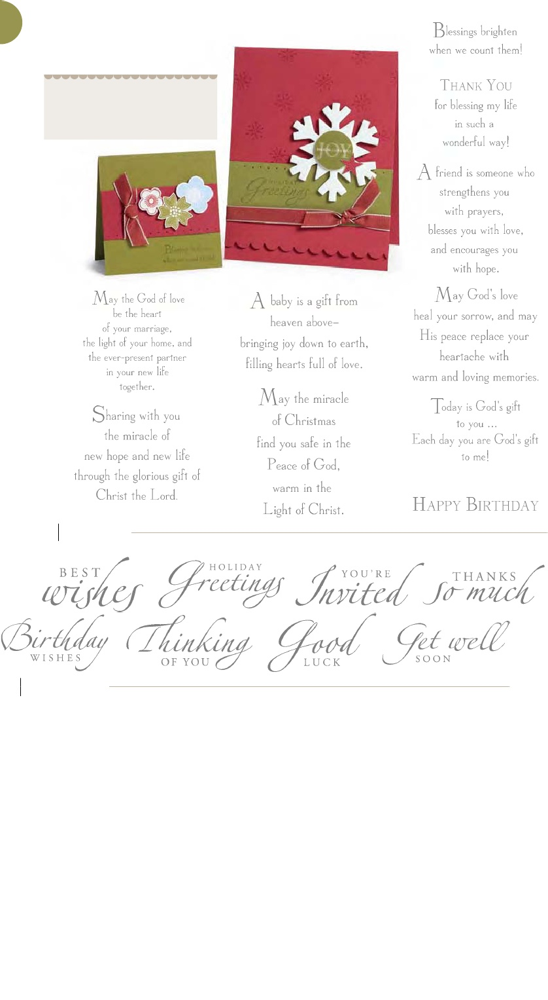 Blessings brighten
when we count them!
THANK YOU
for blessing my life
in such a
wonderful way!
A friend is someone who
strengthens you
with prayers,
blesses you with love,
and encourages you
with hope.
JOY
HOLIDAY
Greetings
Blessings brighten
when we count them!
May the God of love
be the heart
of your marriage,
the light of your home, and
the ever-present partner
in your new life
together.
Sharing with you
the miracle of
new hope and new life
through the glorious gift of
Christ the Lord.
A baby is a gift from
heaven above–
bringing joy down to earth,
filling hearts full of love.
May the miracle
of Christmas
find you safe in the
Peace of God,
warm in the
Light of Christ.
May God's love
heal your sorrow, and may
His peace replace your
heartache with
warm and loving memories.
Today is God's gift
to you ...
Each day you are God's gift
to me!
HAPPY BIRTHDAY
BEST
wishes
HOLIDAY
Greetings
YOU'RE
Invited
THANKS
so much
Birthday
WISHES
Thinking
OF YOU
Good
LUCK
Get well
SOON